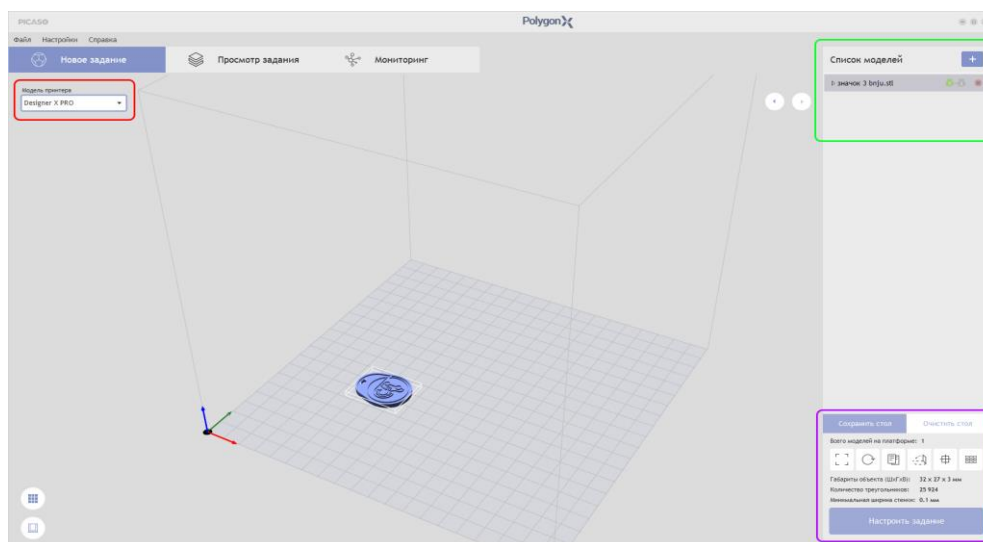 PICASO
Polygon X
Файл Настройки Справка
Новое задание Просмотр задания Мониторинг
Модель принтера
Designer X PRO
Список моделей
значок 3 bnju.stl
Сохранить стол Очистить стол
Всего моделей на платформе: 1
Габариты объекта (ШxГxВ): 32 x 27 x 3 мм
Количество треугольников: 25 924
Минимальная ширина стенок: 0.1 мм
Настроить задание